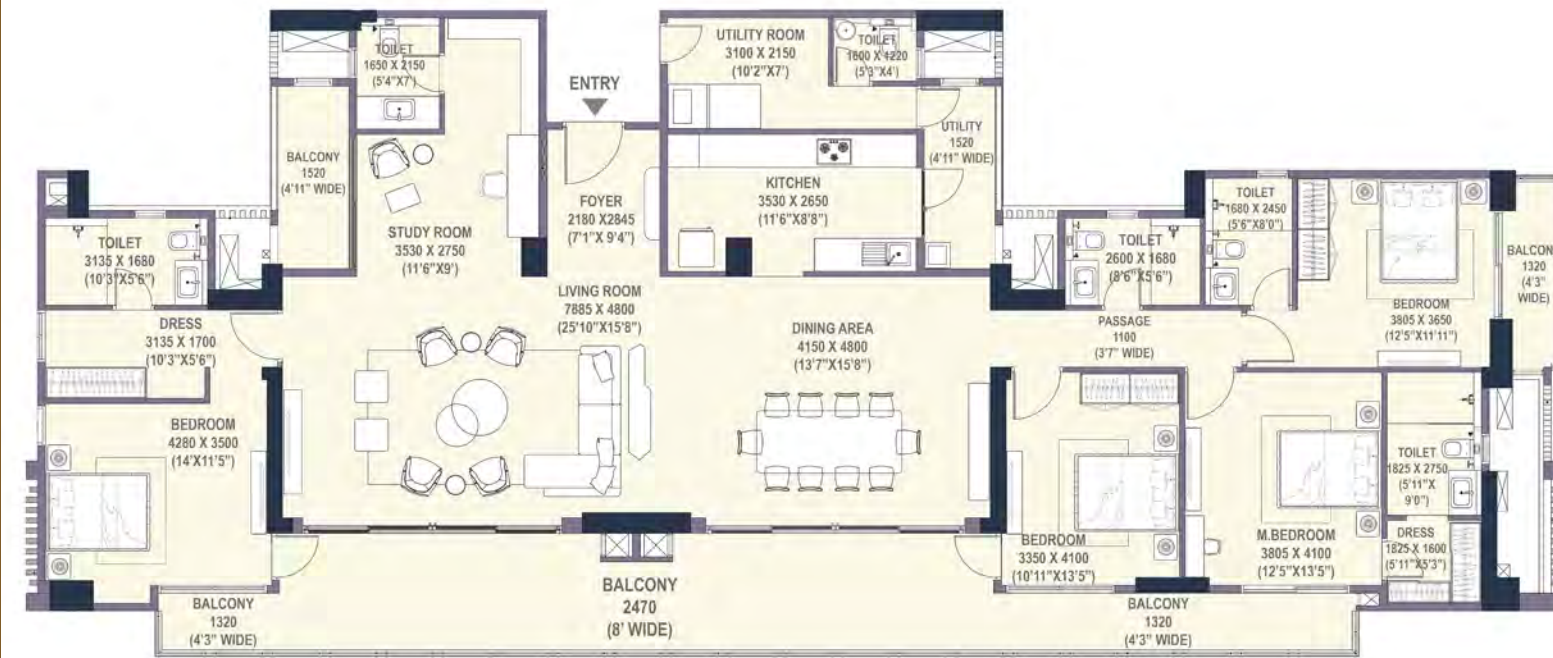 TOILET
1650 X 2150
(5'4"X7')
UTILITY ROOM
3100 X 2150
(10'2"X7')
TOILET
1600 X 1220
(5'3"X4')
ENTRY
BALCONY
1520
(4'11" WIDE)
UTILITY
1520
(4'11" WIDE)
FOYER
2180 X2845
(7'1"X 9'4")
KITCHEN
3530 X 2650
(11'6"X8'8")
STUDY ROOM
3530 X 2750
(11'6"X9')
TOILET
3135 X 1680
(10'3"X5'6")
TOILET
2600 X 1680
(8'6"X5'6")
TOILET
1680 X 2450
(5'6"X8'0")
BALCON
1320
(4'3"
WIDE)
BEDROOM
3805 X 3650
(12'5"X11'11")
DRESS
3135 X 1700
(10'3"X5'6")
LIVING ROOM
7885 X 4800
(25'10"X15'8")
DINING AREA
4150 X 4800
(13'7"X15'8")
PASSAGE
1100
(3'7" WIDE)
BEDROOM
4280 X 3500
(14'X11'5")
TOILET
1825 X 2750
(5'11"X
9'0")
BEDROOM
3350 X 4100
(10'11"X13'5")
M.BEDROOM
3805 X 4100
(12'5"X13'5")
DRESS
1825 X 1600
(5'11"X5'3")
BALCONY
1320
(4'3" WIDE)
BALCONY
2470
(8' WIDE)
BALCONY
1320
(4'3" WIDE)